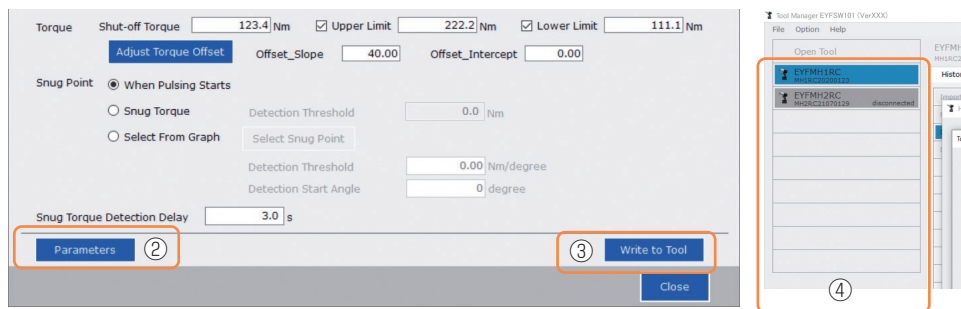 Torque Shut-off Torque 123.4 Nm Upper Limit 222.2 Nm Lower Limit 111.1 Nm
Adjust Torque Offset Offset_Slope 40.00 Offset_Intercept 0.00
Snug Point When Pulsing Starts
Snug Torque Detection Threshold 0.0 Nm
Select From Graph Select Snug Point
Detection Threshold 0.00 Nm/degree
Detection Start Angle 0 degree
Snug Torque Detection Delay 3.0 s
Parameters ② ③ Write to Tool
Close
Tool Manager EYFSW101 (VerXXX)
File Option Help
Open Tool
EYFMH1RC
MH1RC20200123
EYFMH2RC
MH2RC21070129 disconnected
④